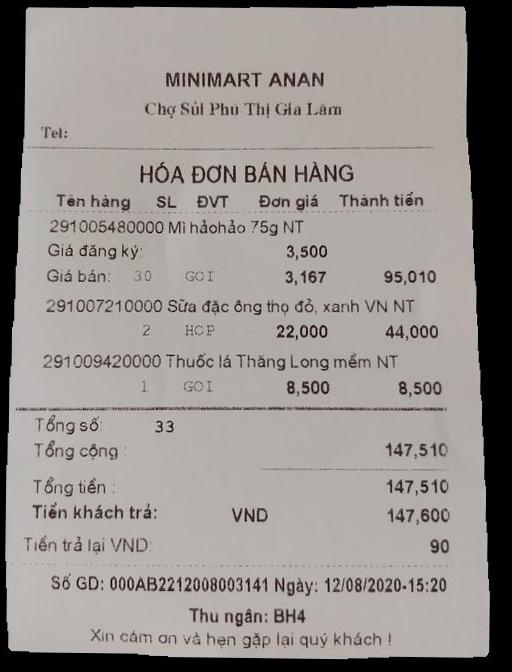 MINIMART ANAN
Chợ Sủi Phú Thị Gia Lâm
Tel:
HÓA ĐƠN BÁN HÀNG
Tên hàng SL ĐVT Đơn giá Thành tiền
291005480000 Mì hảohảo 75g NT
Giá đăng ký: 3,500
Giá bán: 30 GOI 3,167 95,010
291007210000 Sữa đặc ông thọ đỏ, xanh VN NT
2 HOP 22,000 44,000
291009420000 Thuốc lá Thăng Long mềm NT
1 GOI 8,500 8,500
Tổng số: 33
Tổng cộng : 147,510
Tổng tiền : 147,510
Tiền khách trả: VND 147,600
Tiền trả lại VND: 90
Số GD: 000AB2212008003141 Ngày: 12/08/2020-15:20
Thu ngân: BH4
Xin cảm ơn và hẹn gặp lại quý khách !